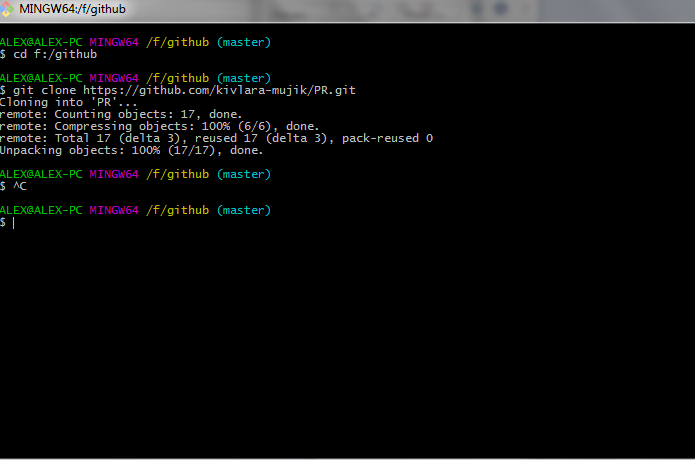 MINGW64:/f/github
ALEX@ALEX-PC MINGW64 /f/github (master)
$ cd f:/github
ALEX@ALEX-PC MINGW64 /f/github (master)
$ git clone https://github.com/kivlara-mujik/PR.git
Cloning into 'PR'...
remote: Counting objects: 17, done.
remote: Compressing objects: 100% (6/6), done.
remote: Total 17 (delta 3), reused 17 (delta 3), pack-reused 0
Unpacking objects: 100% (17/17), done.
ALEX@ALEX-PC MINGW64 /f/github (master)
$ ^C
ALEX@ALEX-PC MINGW64 /f/github (master)
$